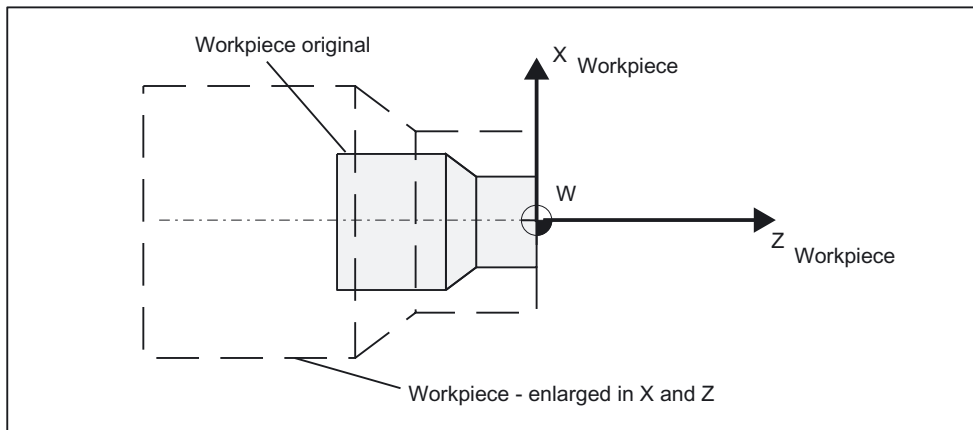 Workpiece original
X Workpiece
W
Z Workpiece
Workpiece - enlarged in X and Z